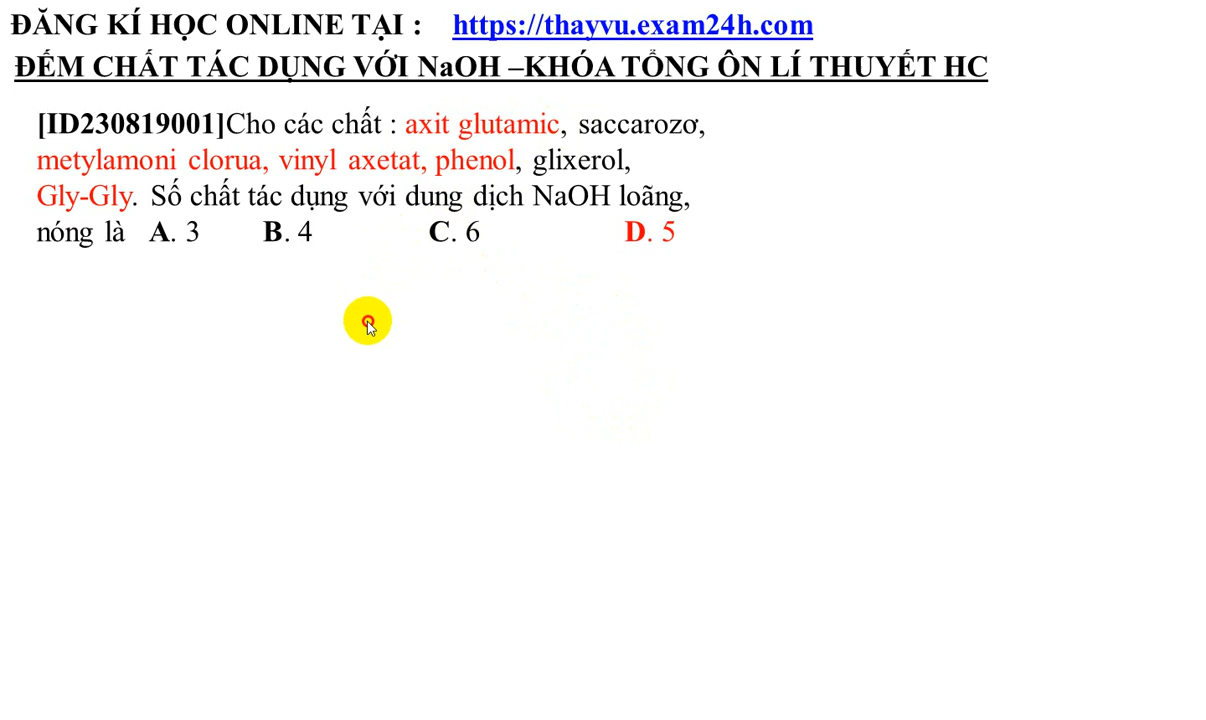 ĐĂNG KÍ HỌC ONLINE TẠI : https://thayvu.exam24h.com
ĐẾM CHẤT TÁC DỤNG VỚI NaOH –KHÓA TỔNG ÔN LÍ THUYẾT HC
[ID230819001]Cho các chất : axit glutamic, saccarozơ,
metylamoni clorua, vinyl axetat, phenol, glixerol,
Gly-Gly. Số chất tác dụng với dung dịch NaOH loãng,
nóng là A. 3 B. 4 C. 6 D. 5